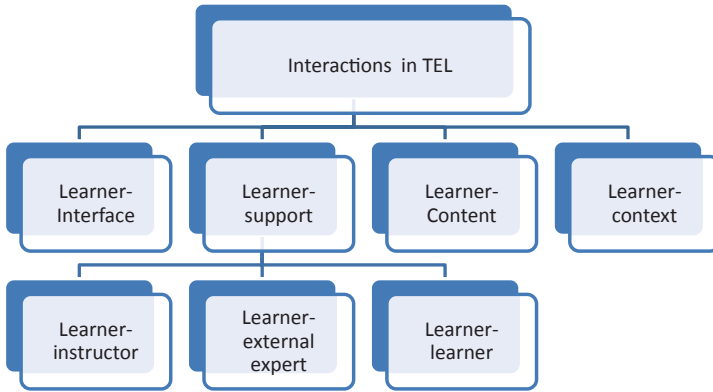 Interactions in TEL
Learner-
Interface
Learner-
support
Learner-
Content
Learner-
context
Learner-
instructor
Learner-
external
expert
Learner-
learner